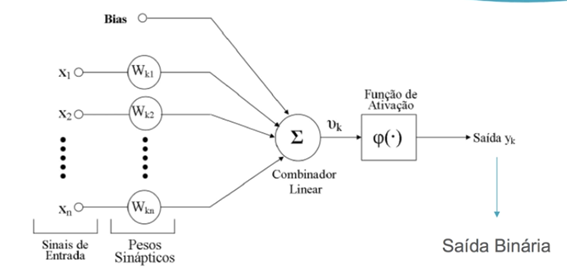 Bias
x1
Wk1
x2
Wk2
Σ
υk
Função de
Ativação
φ(·)
Saída yk
Combinador
Linear
xn
Wkn
Sinais de
Entrada
Pesos
Sinápticos
Saída Binária